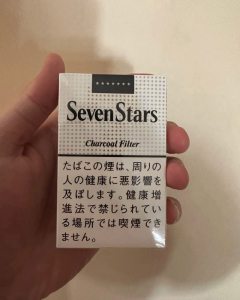 SevenStars
Charcoal Filter
たばこの煙は、周りの
人の健康に悪影響を
及ぼします。健康増
進法で禁じられてい
る場所では喫煙でき
ません。